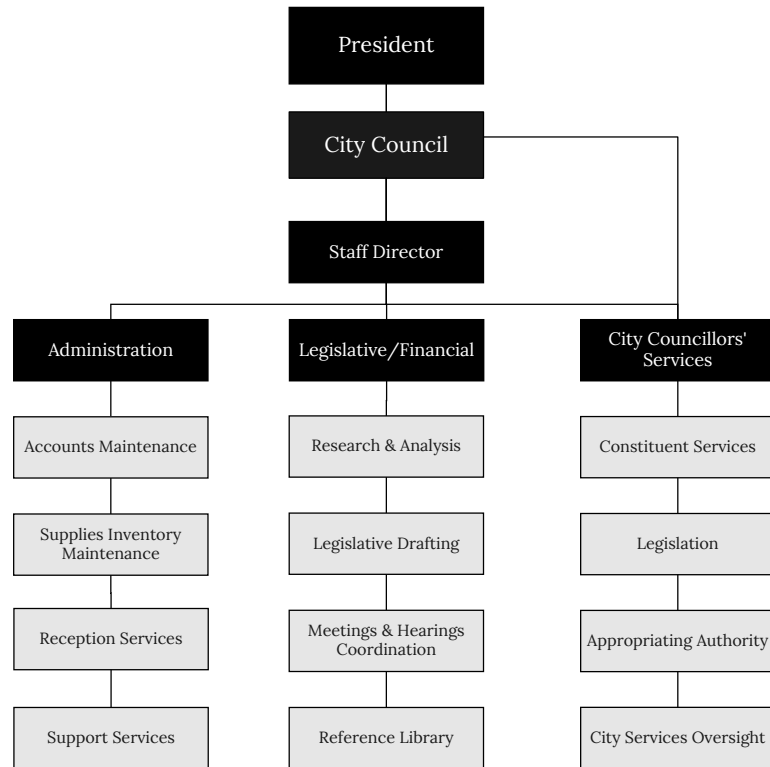 President
City Council
Staff Director
Administration
Legislative/Financial
City Councillors'
Services
Accounts Maintenance
Research & Analysis
Constituent Services
Supplies Inventory
Maintenance
Legislative Drafting
Legislation
Reception Services
Meetings & Hearings
Coordination
Appropriating Authority
Support Services
Reference Library
City Services Oversight